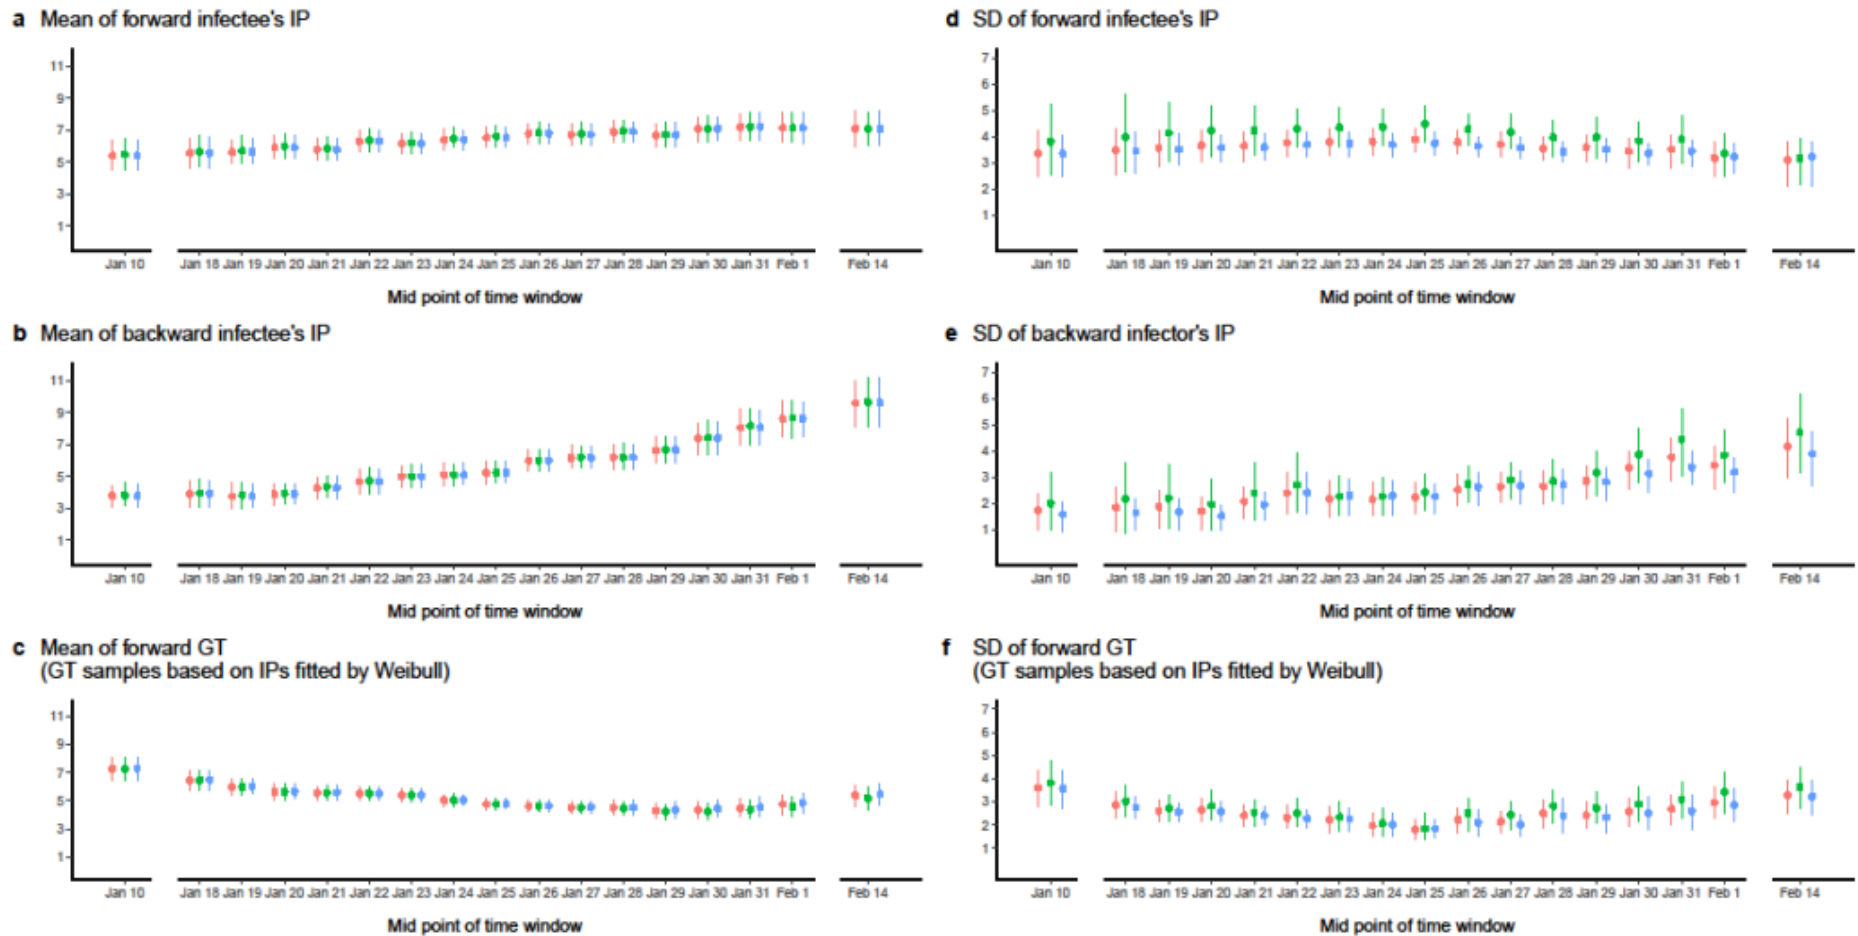 a Mean of forward infectee's IP
11
9
7
5
3
1
Jan 10 Jan 18 Jan 19 Jan 20 Jan 21 Jan 22 Jan 23 Jan 24 Jan 25 Jan 26 Jan 27 Jan 28 Jan 29 Jan 30 Jan 31 Feb 1 Feb 14
Mid point of time window
b Mean of backward infectee's IP
11
9
7
5
3
1
Jan 10 Jan 18 Jan 19 Jan 20 Jan 21 Jan 22 Jan 23 Jan 24 Jan 25 Jan 26 Jan 27 Jan 28 Jan 29 Jan 30 Jan 31 Feb 1 Feb 14
Mid point of time window
c Mean of forward GT
(GT samples based on IPs fitted by Weibull)
11
9
7
5
3
1
Jan 10 Jan 18 Jan 19 Jan 20 Jan 21 Jan 22 Jan 23 Jan 24 Jan 25 Jan 26 Jan 27 Jan 28 Jan 29 Jan 30 Jan 31 Feb 1 Feb 14
Mid point of time window
d SD of forward infectee's IP
7
6
5
4
3
2
1
Jan 10 Jan 18 Jan 19 Jan 20 Jan 21 Jan 22 Jan 23 Jan 24 Jan 25 Jan 26 Jan 27 Jan 28 Jan 29 Jan 30 Jan 31 Feb 1 Feb 14
Mid point of time window
e SD of backward infector's IP
7
6
5
4
3
2
1
Jan 10 Jan 18 Jan 19 Jan 20 Jan 21 Jan 22 Jan 23 Jan 24 Jan 25 Jan 26 Jan 27 Jan 28 Jan 29 Jan 30 Jan 31 Feb 1 Feb 14
Mid point of time window
f SD of forward GT
(GT samples based on IPs fitted by Weibull)
7
6
5
4
3
2
1
Jan 10 Jan 18 Jan 19 Jan 20 Jan 21 Jan 22 Jan 23 Jan 24 Jan 25 Jan 26 Jan 27 Jan 28 Jan 29 Jan 30 Jan 31 Feb 1 Feb 14
Mid point of time window